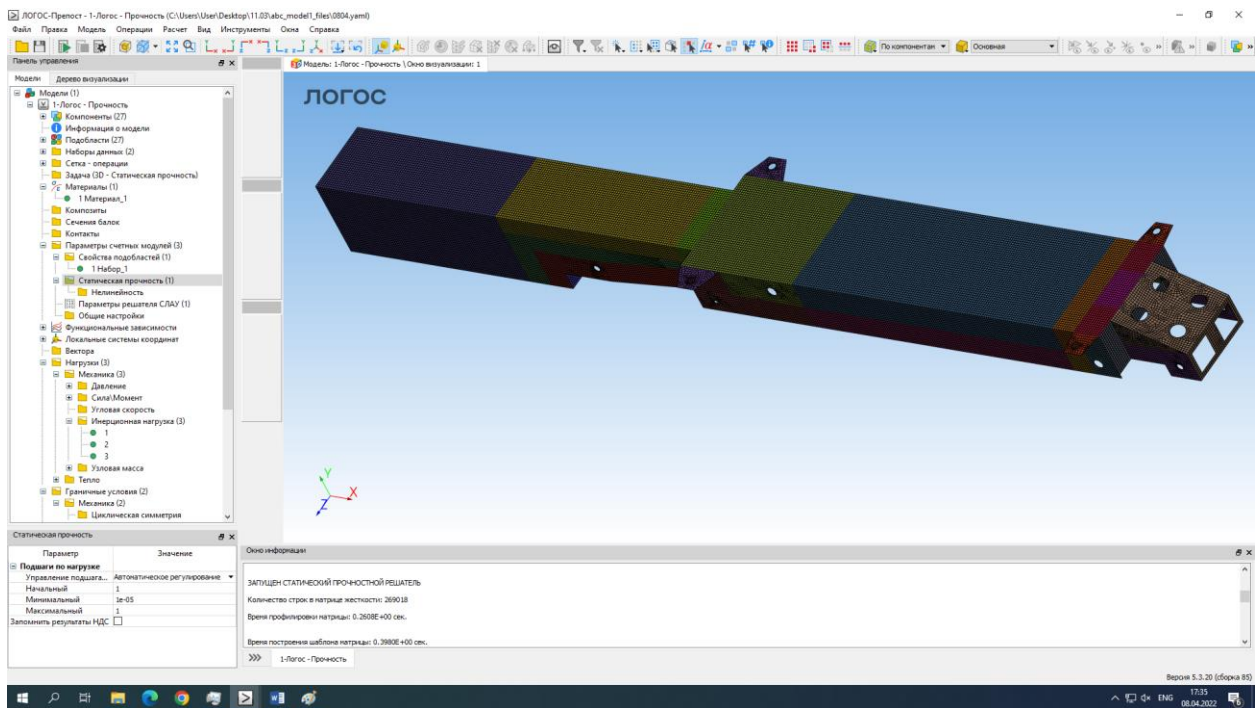 ЛОГОС-Препост - 1-Логос - Прочность (C:\Users\User\Desktop\11.03\abc_model1_files\0804.yaml)
Файл Правка Модель Операции Расчет Вид Инструменты Окна Справка
По компонентам Основная
Панель управления
Модель: 1-Логос - Прочность \ Окно визуализации: 1
Модели Дерево визуализации
Модели (1)
1-Логос - Прочность
Компоненты (27)
Информация о модели
Подобласти (27)
Наборы данных (2)
Сетка - операции
Задача (3D - Статическая прочность)
Материалы (1)
1 Материал_1
Композиты
Сечения балок
Контакты
Параметры счетных модулей (3)
Свойства подобластей (1)
1 Набор_1
Статическая прочность (1)
Нелинейность
Параметры решателя СЛАУ (1)
Общие настройки
Функциональные зависимости
Локальные системы координат
Вектора
Нагрузки (3)
Механика (3)
Давление
Сила\Момент
Угловая скорость
Инерционная нагрузка (3)
1
2
3
Узловая масса
Тепло
Граничные условия (2)
Механика (2)
Циклическая симметрия
ЛОГОС
Y
X
Z
Статическая прочность
Параметр Значение
Подшаги по нагрузке
Управление подшага... Автоматическое регулирование
Начальный 1
Минимальный 1e-05
Максимальный 1
Запомнить результаты НДС
Окно информации
ЗАПУЩЕН СТАТИЧЕСКИЙ ПРОЧНОСТНОЙ РЕШАТЕЛЬ
Количество строк в матрице жесткости: 269018
Время профилировки матрицы: 0.2608E+00 сек.
Время построения шаблона матрицы: 0.3980E+00 сек.
1-Логос - Прочность
Версия 5.3.20 (сборка 85)
ENG
17:35
08.04.2022